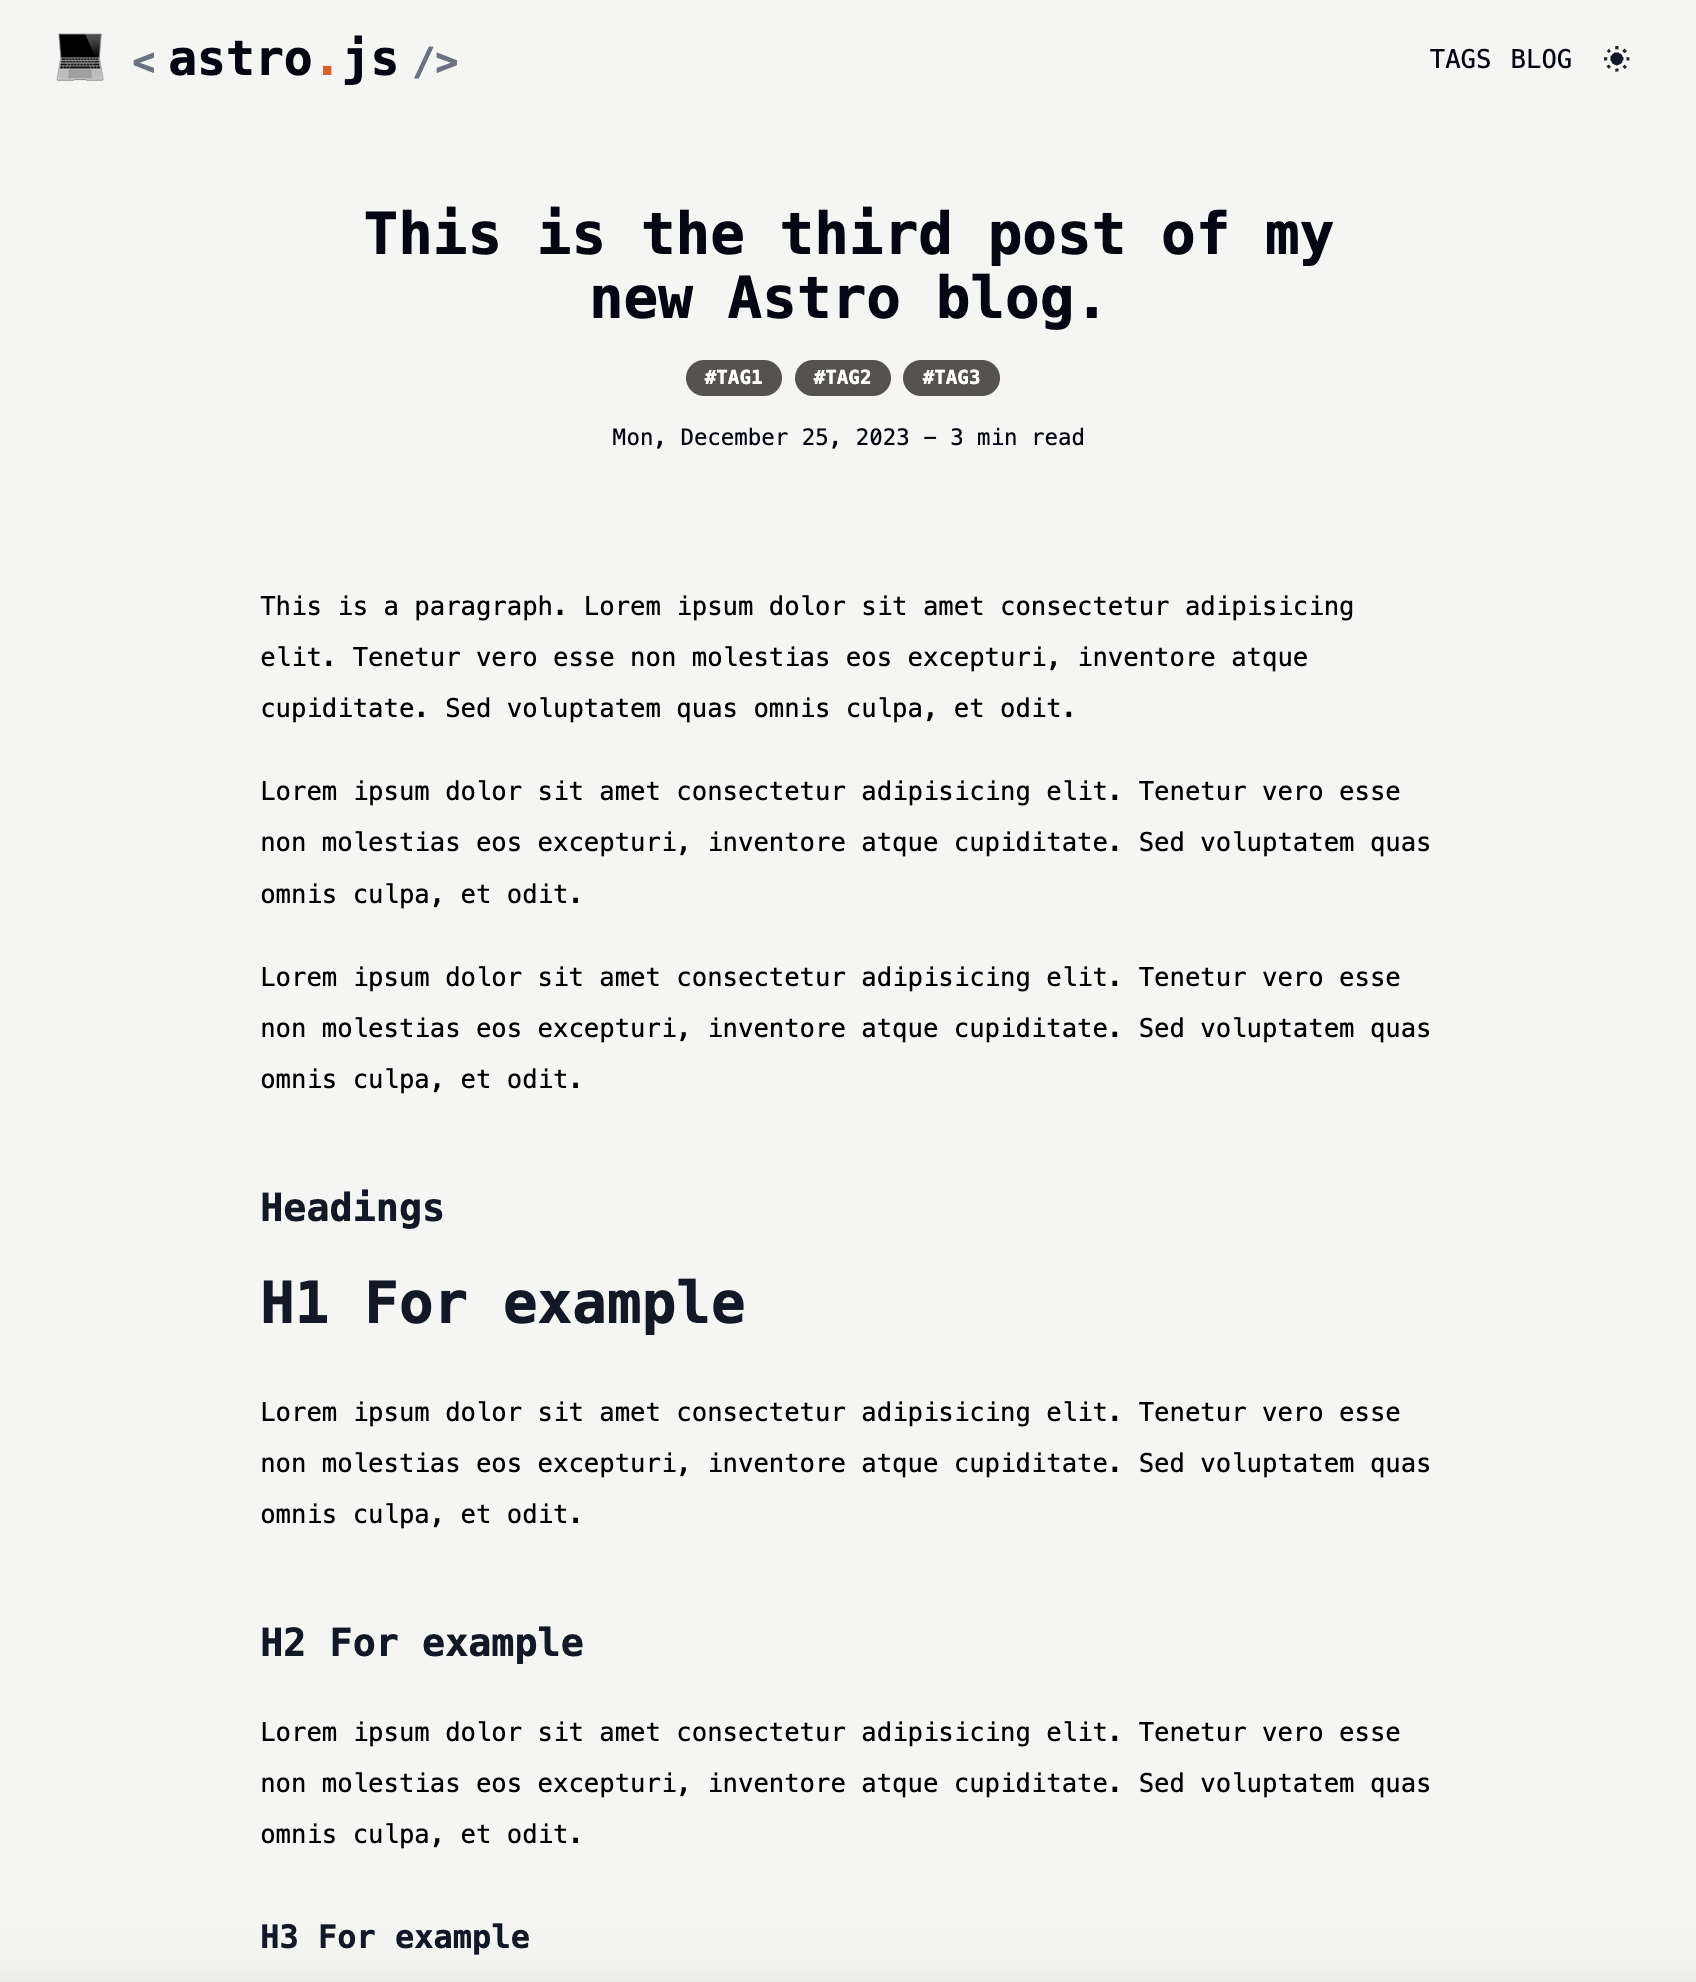 < astro.js />
TAGS BLOG
This is the third post of my
new Astro blog.
#TAG1 #TAG2 #TAG3
Mon, December 25, 2023 – 3 min read
This is a paragraph. Lorem ipsum dolor sit amet consectetur adipisicing
elit. Tenetur vero esse non molestias eos excepturi, inventore atque
cupiditate. Sed voluptatem quas omnis culpa, et odit.
Lorem ipsum dolor sit amet consectetur adipisicing elit. Tenetur vero esse
non molestias eos excepturi, inventore atque cupiditate. Sed voluptatem quas
omnis culpa, et odit.
Lorem ipsum dolor sit amet consectetur adipisicing elit. Tenetur vero esse
non molestias eos excepturi, inventore atque cupiditate. Sed voluptatem quas
omnis culpa, et odit.
Headings
H1 For example
Lorem ipsum dolor sit amet consectetur adipisicing elit. Tenetur vero esse
non molestias eos excepturi, inventore atque cupiditate. Sed voluptatem quas
omnis culpa, et odit.
H2 For example
Lorem ipsum dolor sit amet consectetur adipisicing elit. Tenetur vero esse
non molestias eos excepturi, inventore atque cupiditate. Sed voluptatem quas
omnis culpa, et odit.
H3 For example